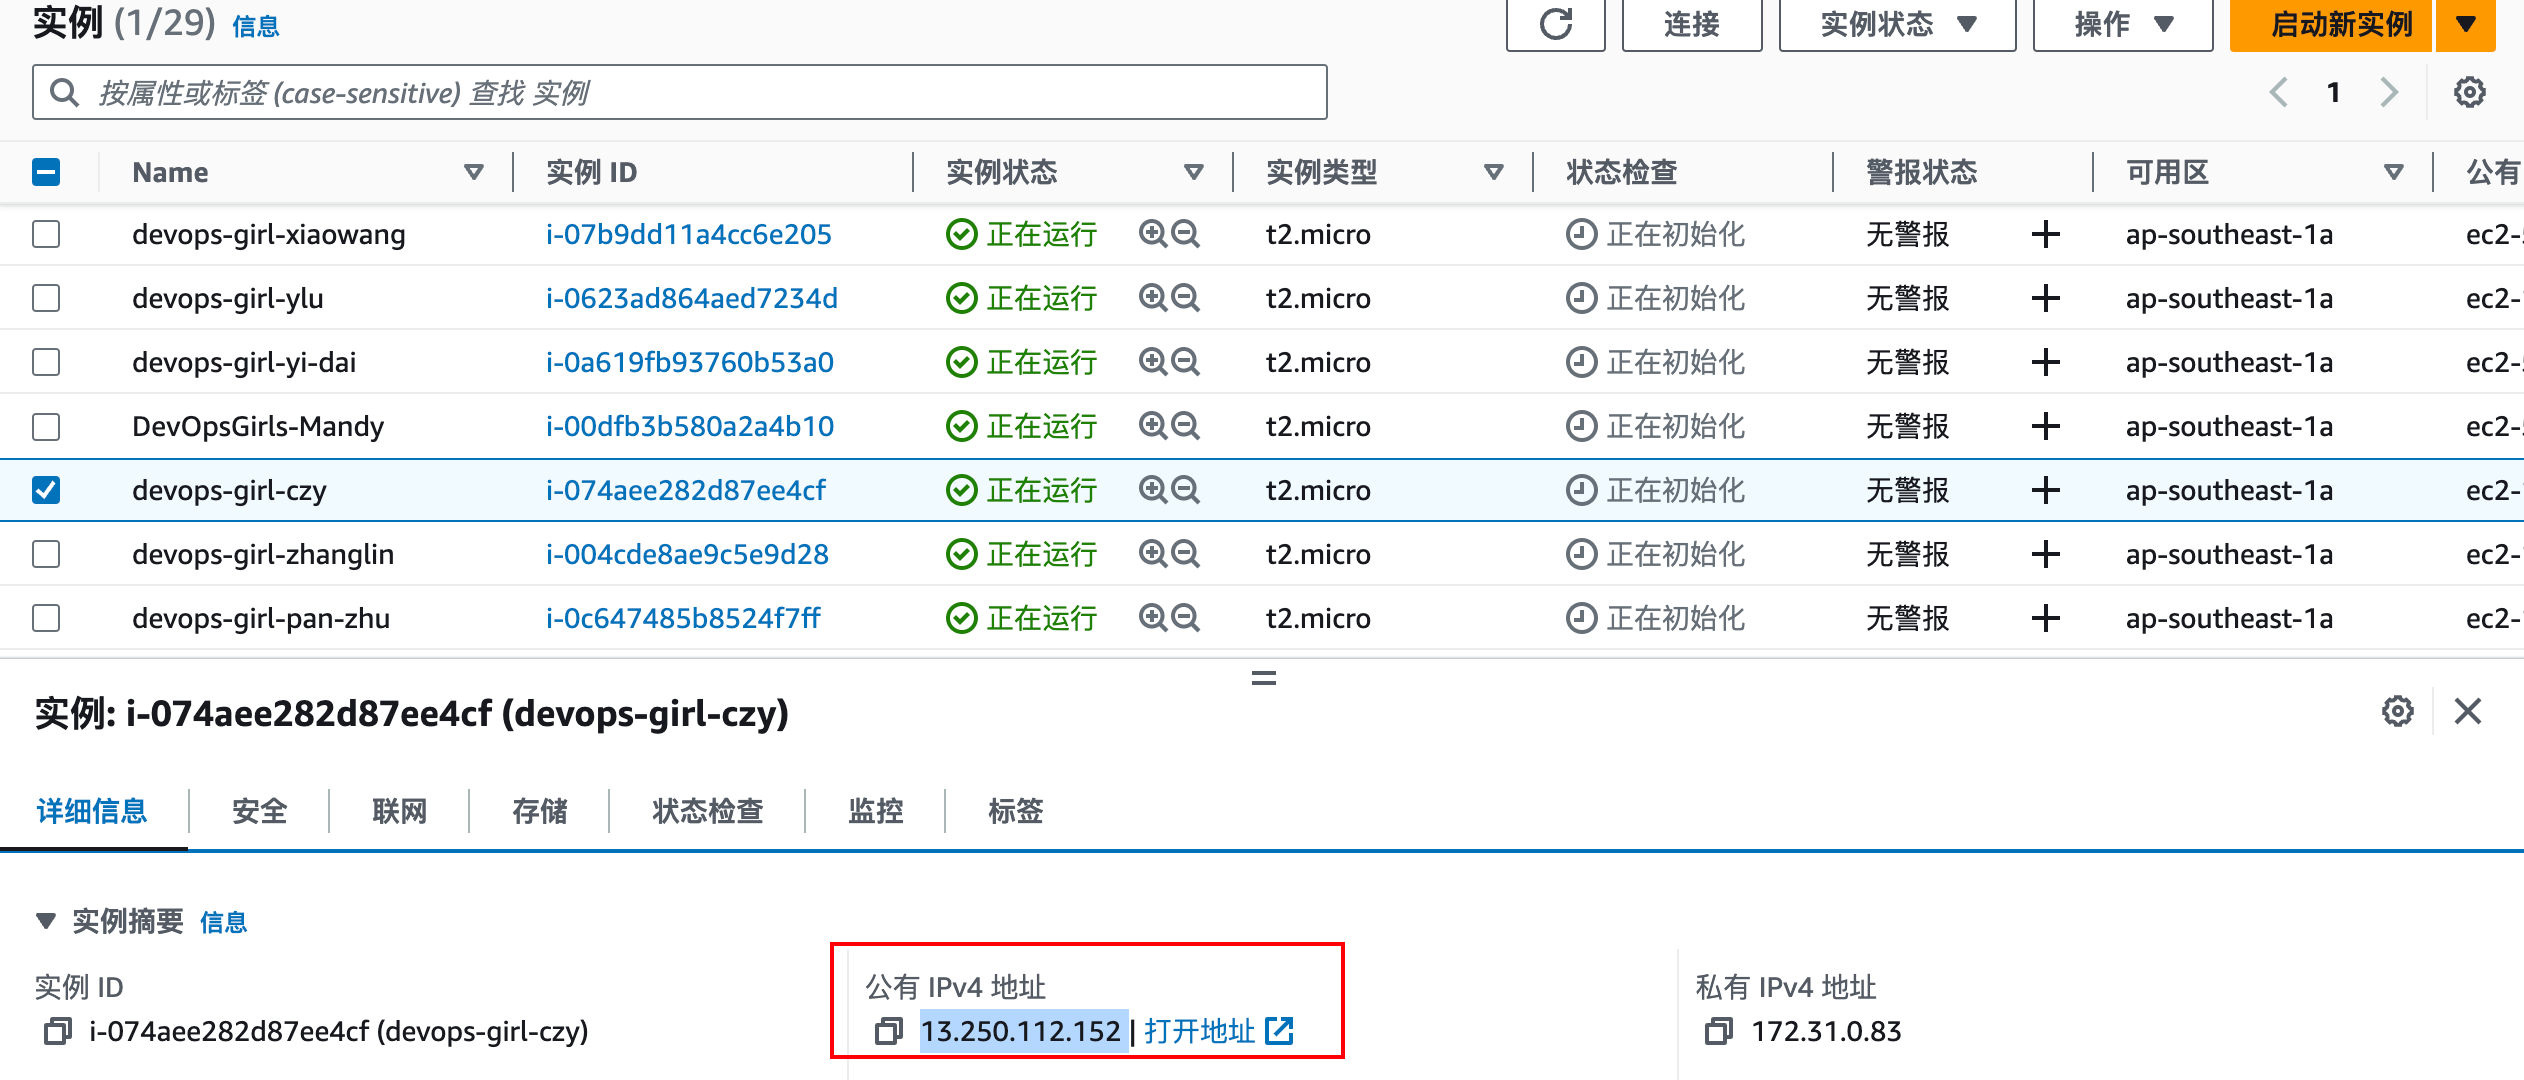 实例 (1/29) 信息 连接 实例状态 操作 启动新实例
按属性或标签 (case-sensitive) 查找 实例 1
Name 实例 ID 实例状态 实例类型 状态检查 警报状态 可用区 公有
devops-girl-xiaowang i-07b9dd11a4cc6e205 正在运行 t2.micro 正在初始化 无警报 ap-southeast-1a ec2-
devops-girl-ylu i-0623ad864aed7234d 正在运行 t2.micro 正在初始化 无警报 ap-southeast-1a ec2-
devops-girl-yi-dai i-0a619fb93760b53a0 正在运行 t2.micro 正在初始化 无警报 ap-southeast-1a ec2-
DevOpsGirls-Mandy i-00dfb3b580a2a4b10 正在运行 t2.micro 正在初始化 无警报 ap-southeast-1a ec2-
devops-girl-czy i-074aee282d87ee4cf 正在运行 t2.micro 正在初始化 无警报 ap-southeast-1a ec2-
devops-girl-zhanglin i-004cde8ae9c5e9d28 正在运行 t2.micro 正在初始化 无警报 ap-southeast-1a ec2-
devops-girl-pan-zhu i-0c647485b8524f7ff 正在运行 t2.micro 正在初始化 无警报 ap-southeast-1a ec2-
实例: i-074aee282d87ee4cf (devops-girl-czy)
详细信息 安全 联网 存储 状态检查 监控 标签
实例摘要 信息
实例 ID 公有 IPv4 地址 私有 IPv4 地址
i-074aee282d87ee4cf (devops-girl-czy) 13.250.112.152 | 打开地址 172.31.0.83